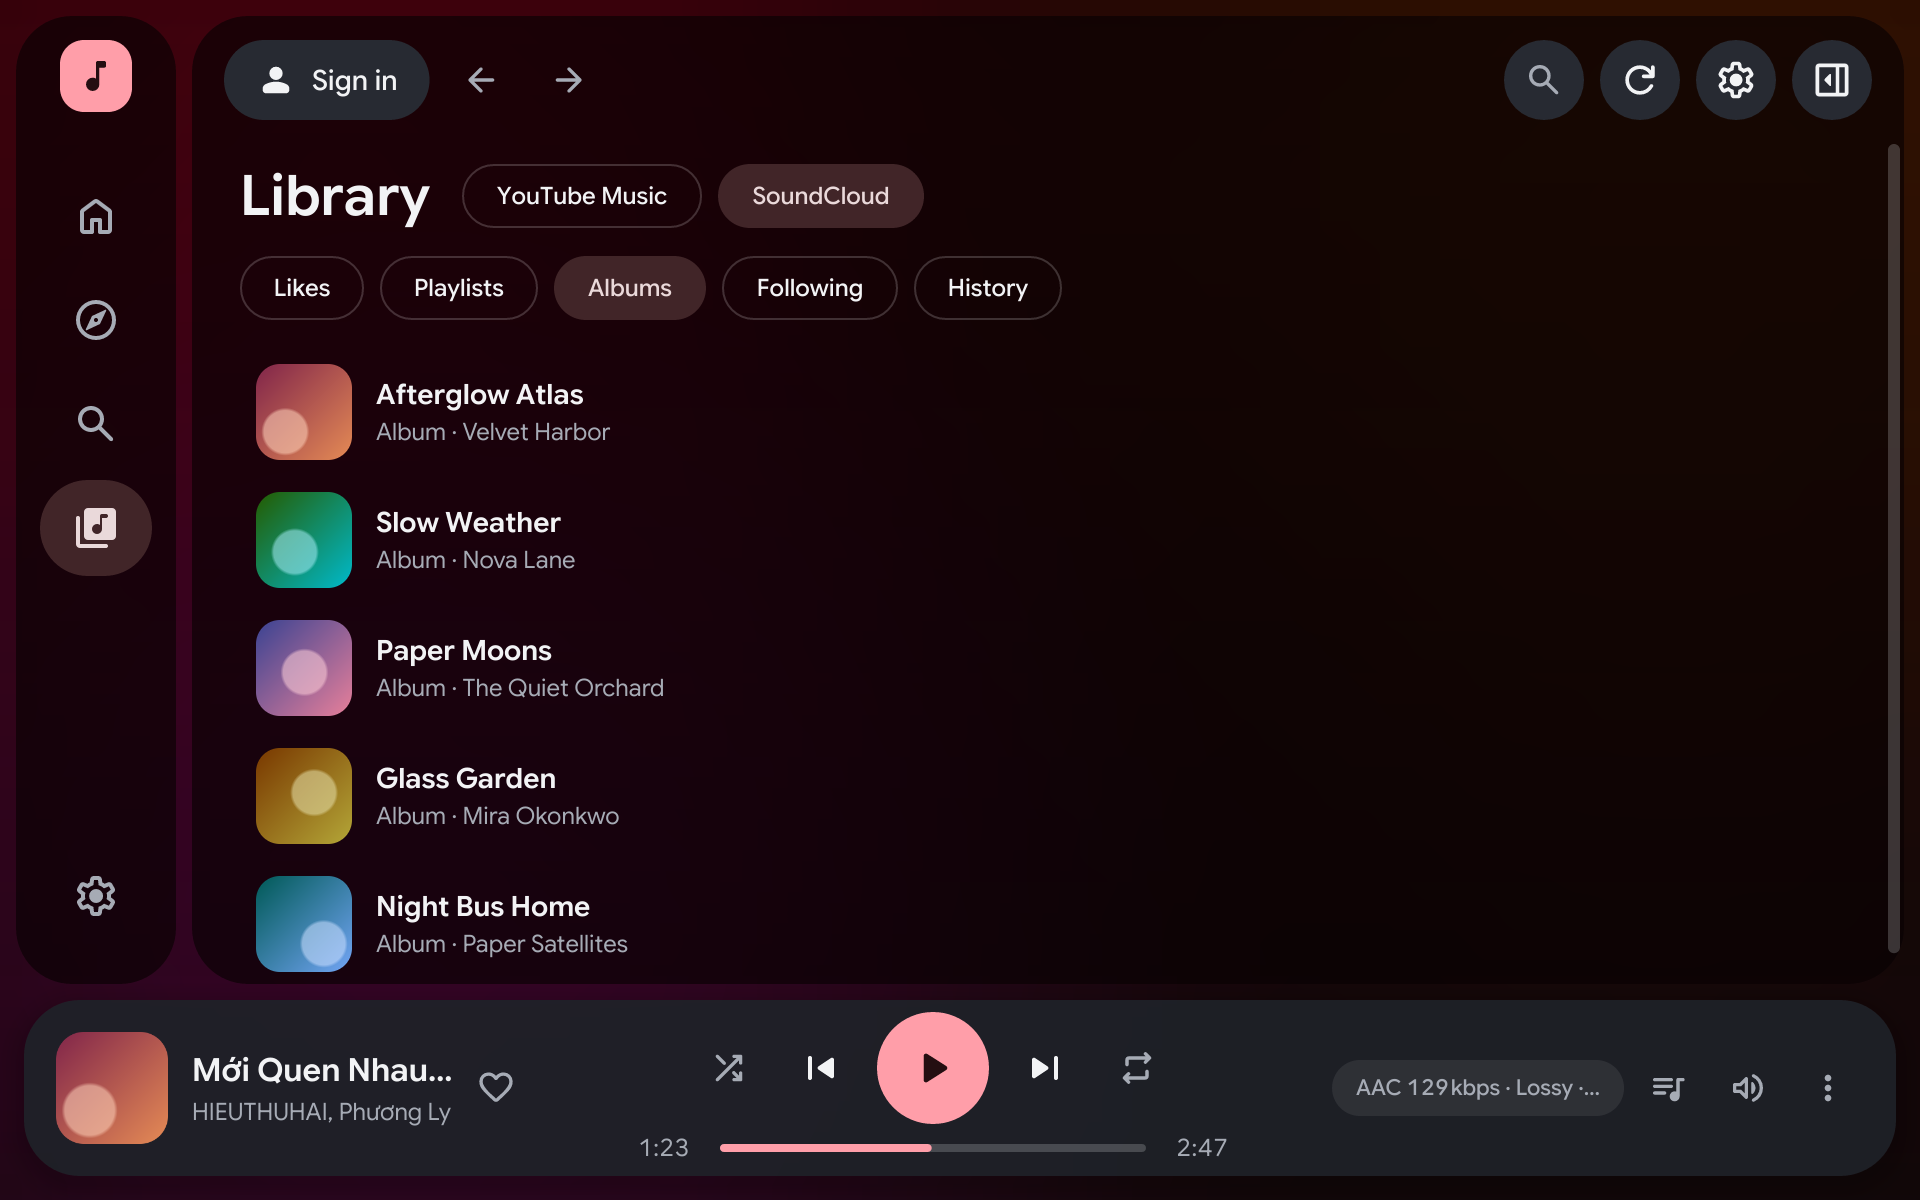 Sign in
Library
YouTube Music
SoundCloud
Likes
Playlists
Albums
Following
History
Afterglow Atlas
Album · Velvet Harbor
Slow Weather
Album · Nova Lane
Paper Moons
Album · The Quiet Orchard
Glass Garden
Album · Mira Okonkwo
Night Bus Home
Album · Paper Satellites
Mới Quen Nhau...
HIEUTHUHAI, Phương Ly
1:23
2:47
AAC 129kbps · Lossy ·...